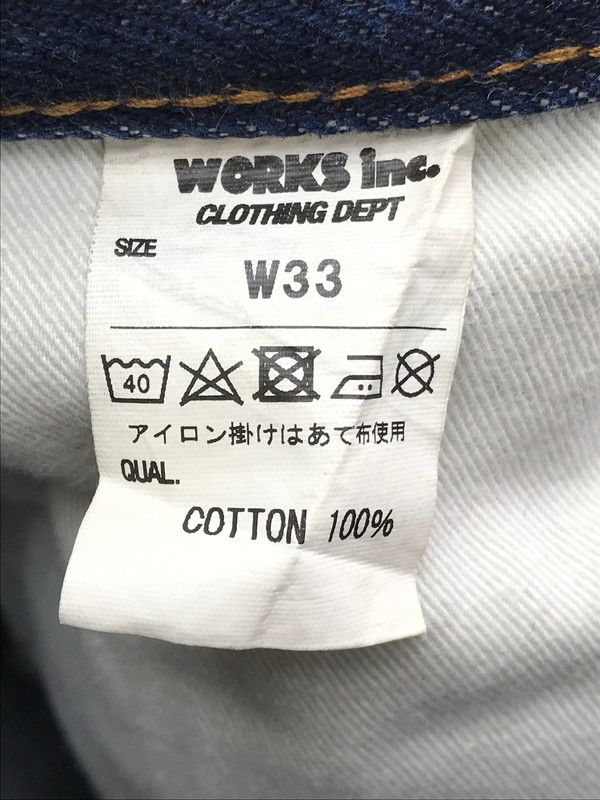 WORKS inc.
CLOTHING DEPT
SIZE
W33
40
アイロン掛けはあて布使用
QUAL.
COTTON 100%